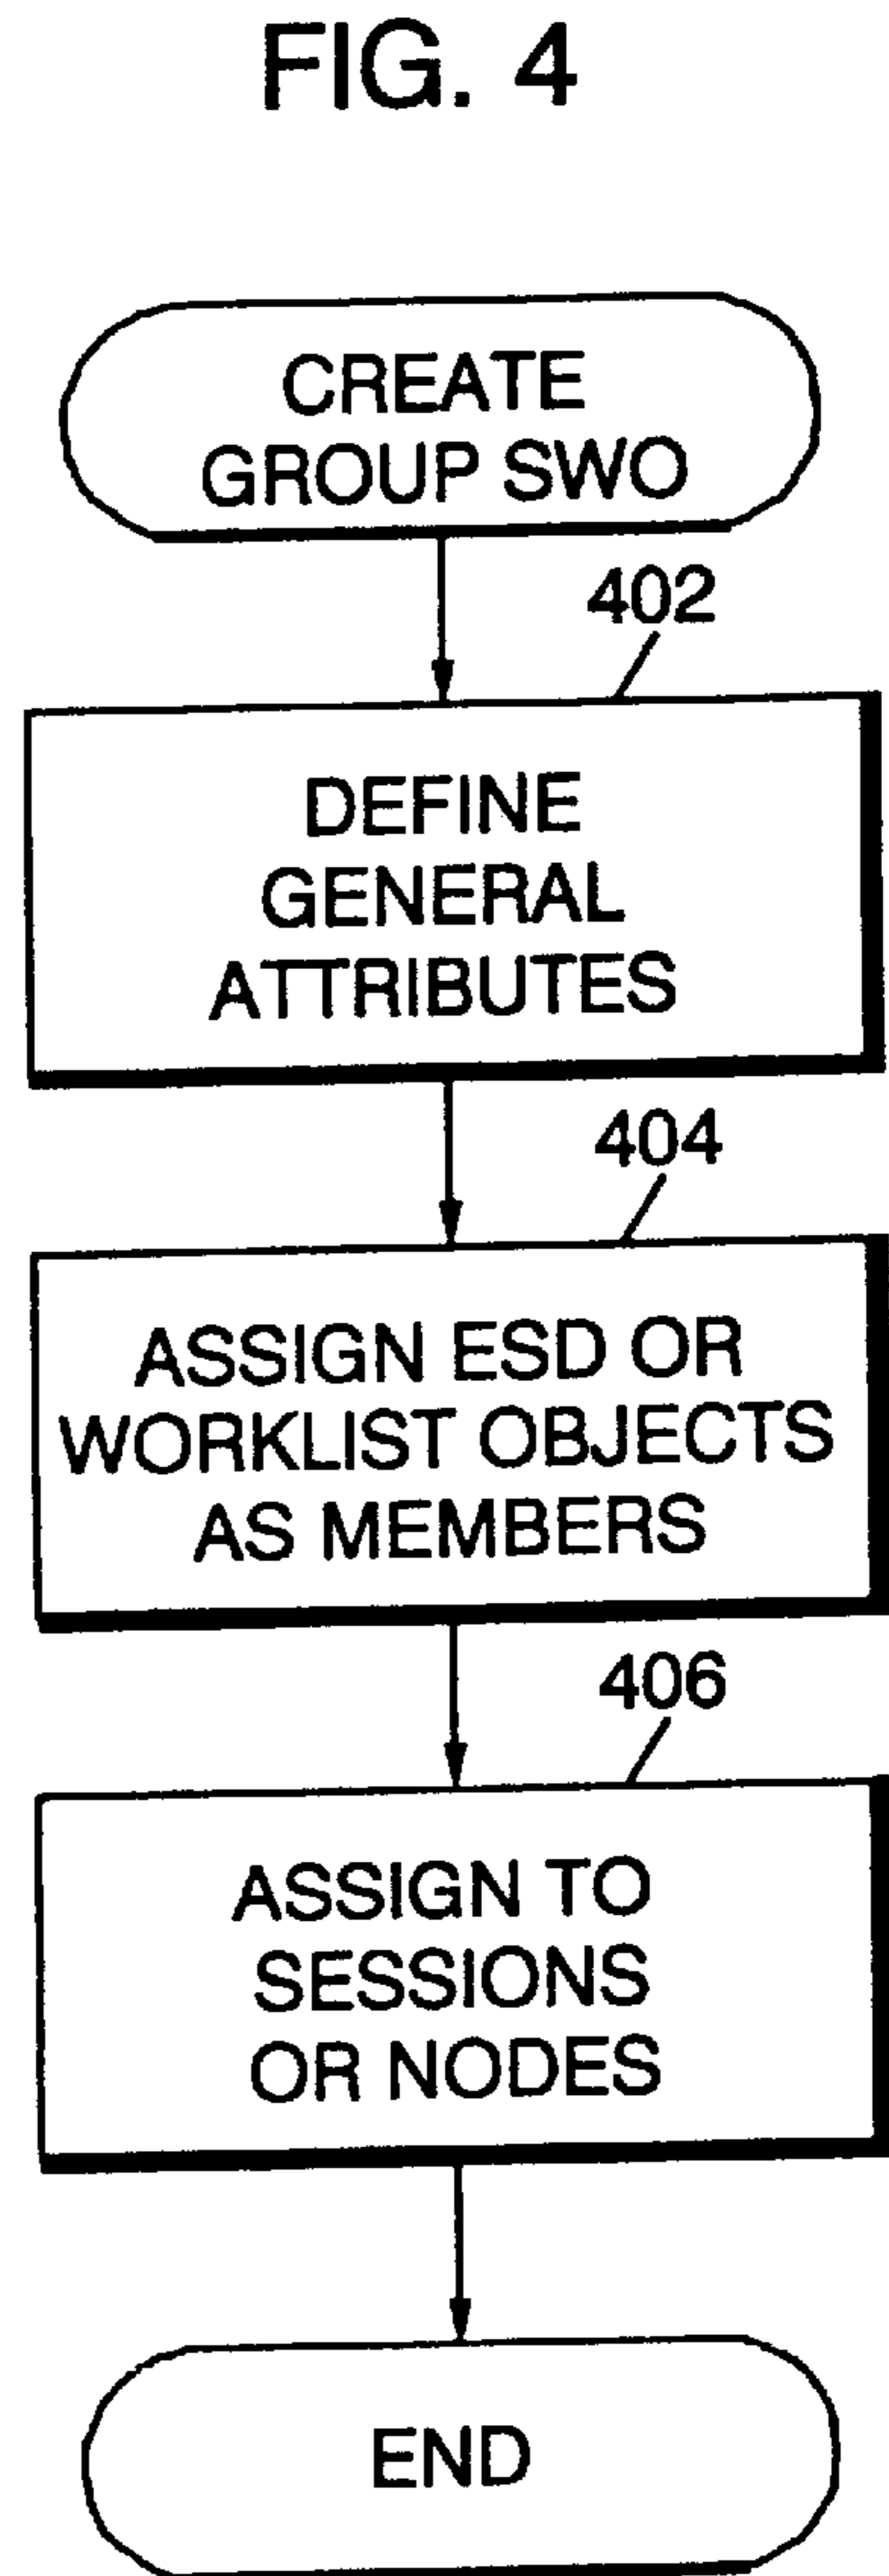 FIG. 4
CREATE
GROUP SWO
402
DEFINE
GENERAL
ATTRIBUTES
404
ASSIGN ESD OR
WORKLIST OBJECTS
AS MEMBERS
406
ASSIGN TO
SESSIONS
OR NODES
END